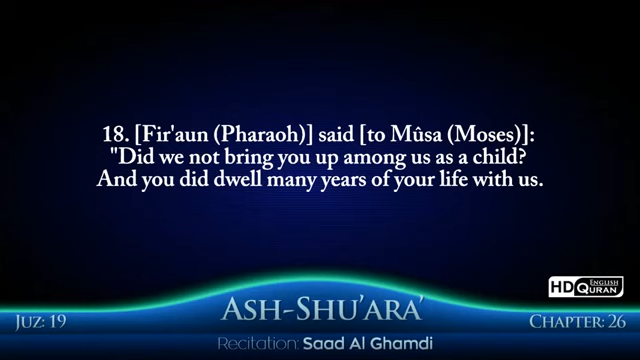 18. [Fir'aun (Pharaoh)] said [to Mûsa (Moses)]:
"Did we not bring you up among us as a child?
And you did dwell many years of your life with us.
HD ENGLISH QURAN
JUZ: 19
ASH-SHU'ARA'
CHAPTER: 26
Recitation: Saad Al Ghamdi